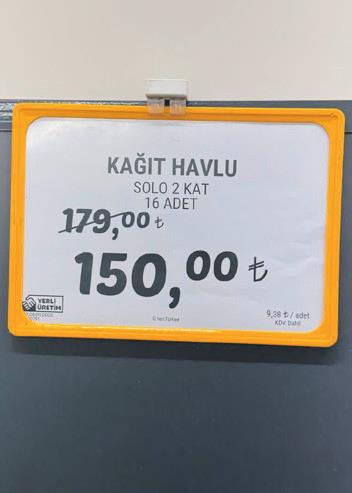 KAĞIT HAVLU
SOLO 2 KAT
16 ADET
179,00 ₺
150,00 ₺
YERLİ
ÜRETİM
9,38 ₺ / adet
KDV Dahil